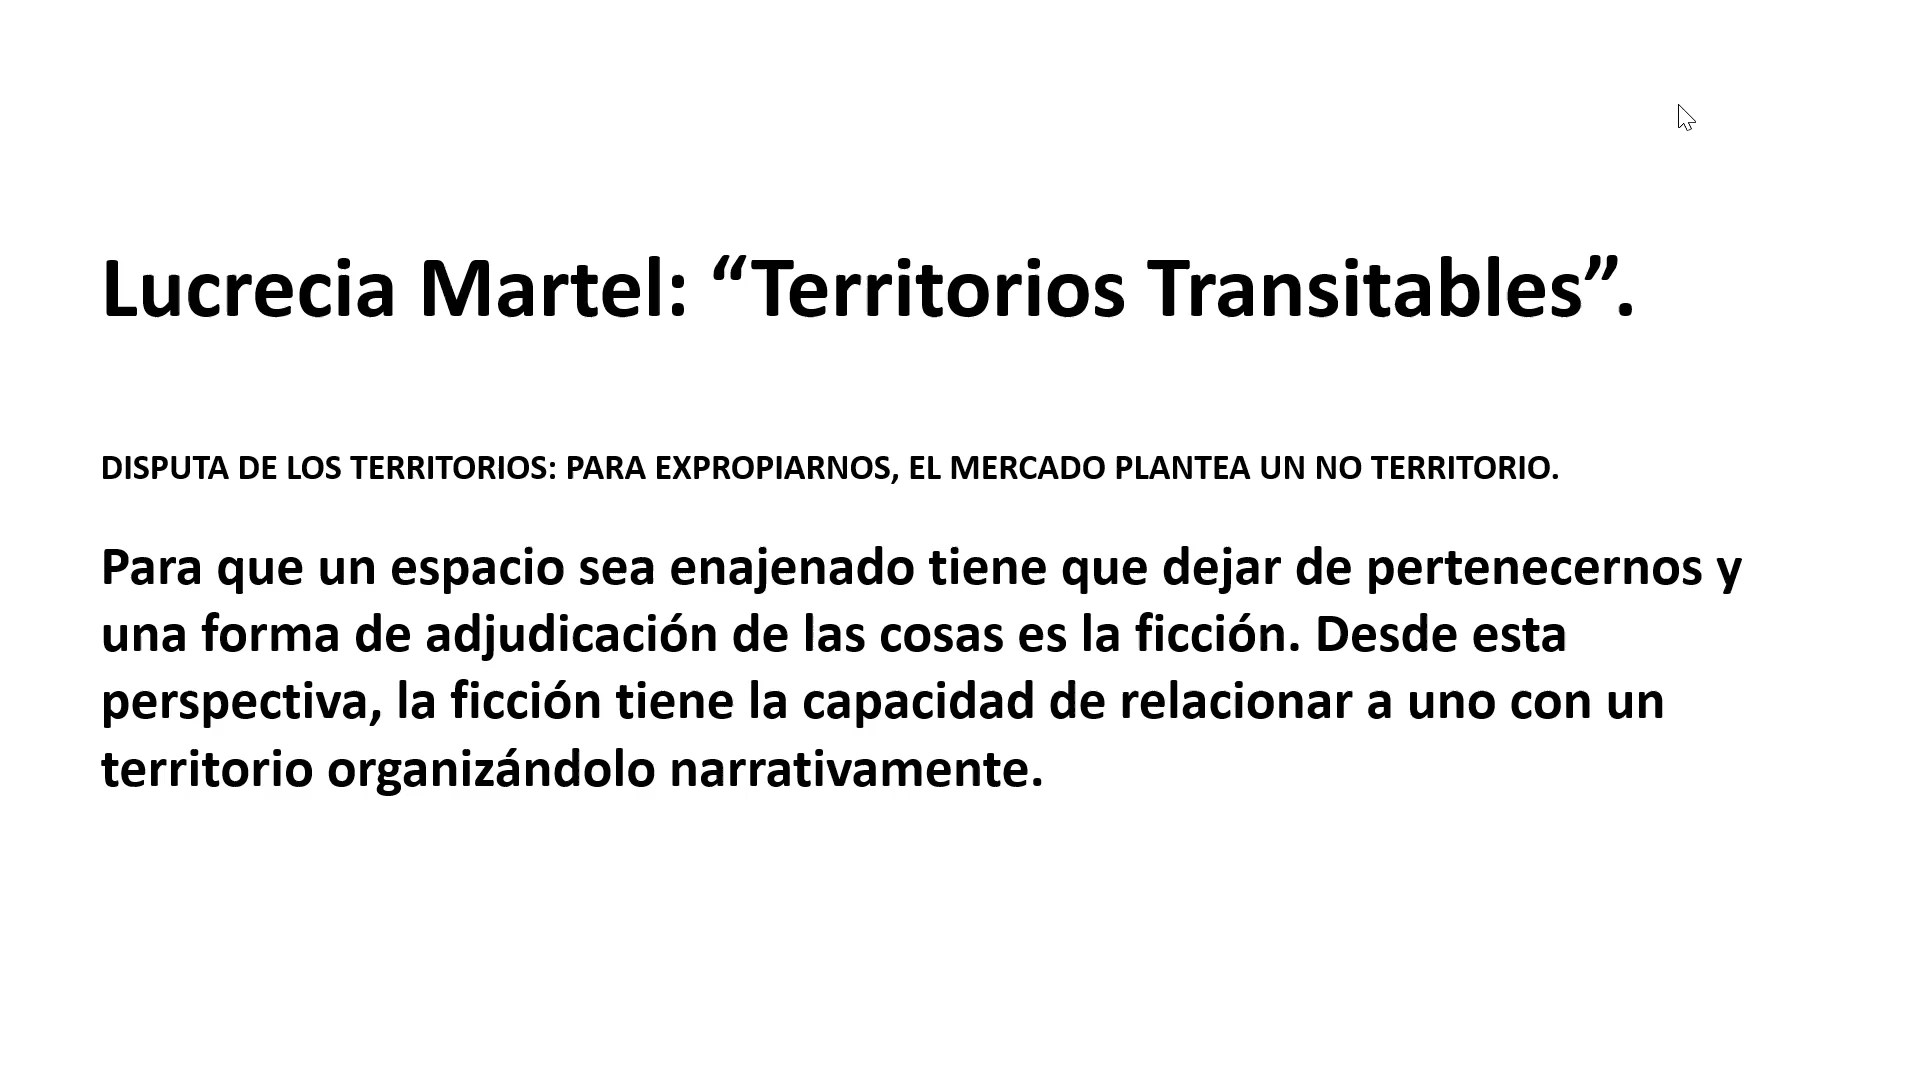 Lucrecia Martel: “Territorios Transitables”.
DISPUTA DE LOS TERRITORIOS: PARA EXPROPIARNOS, EL MERCADO PLANTEA UN NO TERRITORIO.
Para que un espacio sea enajenado tiene que dejar de pertenecernos y
una forma de adjudicación de las cosas es la ficción. Desde esta
perspectiva, la ficción tiene la capacidad de relacionar a uno con un
territorio organizándolo narrativamente.